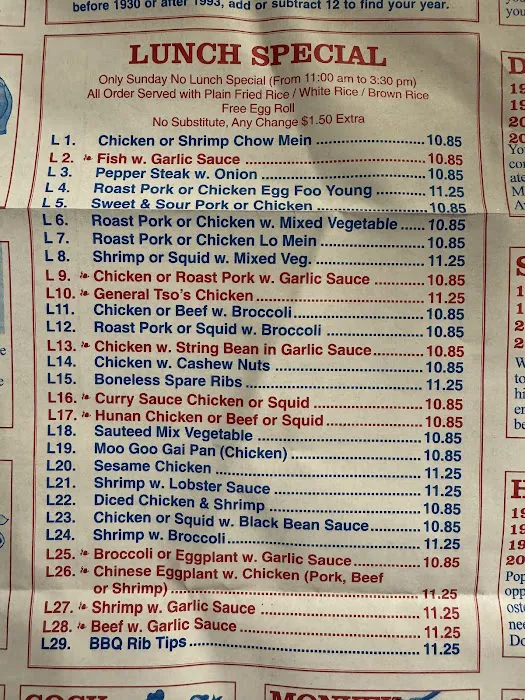 before 1930 or after 1993, add or subtract 12 to find your year.
LUNCH SPECIAL
Only Sunday No Lunch Special (From 11:00 am to 3:30 pm)
All Order Served with Plain Fried Rice / White Rice / Brown Rice
Free Egg Roll
No Substitute, Any Change $1.50 Extra
L 1. Chicken or Shrimp Chow Mein 10.85
L 2. Fish w. Garlic Sauce 10.85
L 3. Pepper Steak w. Onion 10.85
L 4. Roast Pork or Chicken Egg Foo Young 11.25
L 5. Sweet & Sour Pork or Chicken 10.85
L 6. Roast Pork or Chicken w. Mixed Vegetable 10.85
L 7. Roast Pork or Chicken Lo Mein 10.85
L 8. Shrimp or Squid w. Mixed Veg. 11.25
L 9. Chicken or Roast Pork w. Garlic Sauce 10.85
L10. General Tso's Chicken 11.25
L11. Chicken or Beef w. Broccoli 10.85
L12. Roast Pork or Squid w. Broccoli 10.85
L13. Chicken w. String Bean in Garlic Sauce 10.85
L14. Chicken w. Cashew Nuts 10.85
L15. Boneless Spare Ribs 11.25
L16. Curry Sauce Chicken or Squid 10.85
L17. Hunan Chicken or Beef or Squid 10.85
L18. Sauteed Mix Vegetable 10.85
L19. Moo Goo Gai Pan (Chicken) 10.85
L20. Sesame Chicken 11.25
L21. Shrimp w. Lobster Sauce 11.25
L22. Diced Chicken & Shrimp 10.85
L23. Chicken or Squid w. Black Bean Sauce 10.85
L24. Shrimp w. Broccoli 11.25
L25. Broccoli or Eggplant w. Garlic Sauce 10.85
L26. Chinese Eggplant w. Chicken (Pork, Beef
or Shrimp) 11.25
L27. Shrimp w. Garlic Sauce 11.25
L28. Beef w. Garlic Sauce 11.25
L29. BBQ Rib Tips 11.25